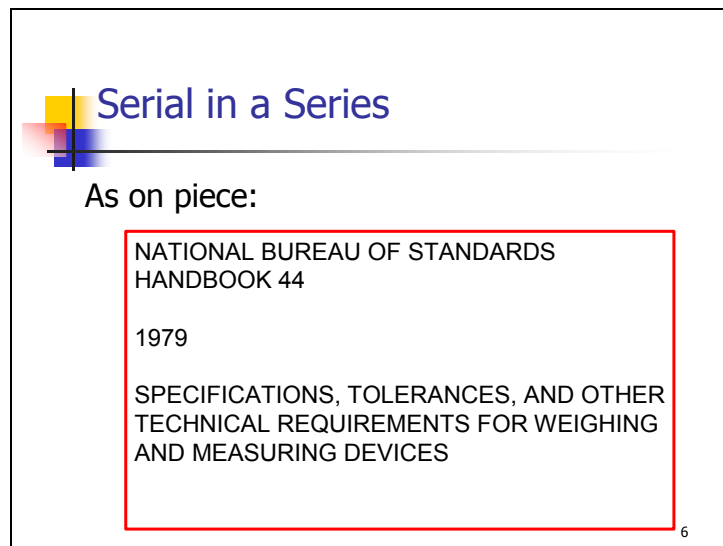 Serial in a Series
As on piece:
NATIONAL BUREAU OF STANDARDS
HANDBOOK 44
1979
SPECIFICATIONS, TOLERANCES, AND OTHER
TECHNICAL REQUIREMENTS FOR WEIGHING
AND MEASURING DEVICES
6